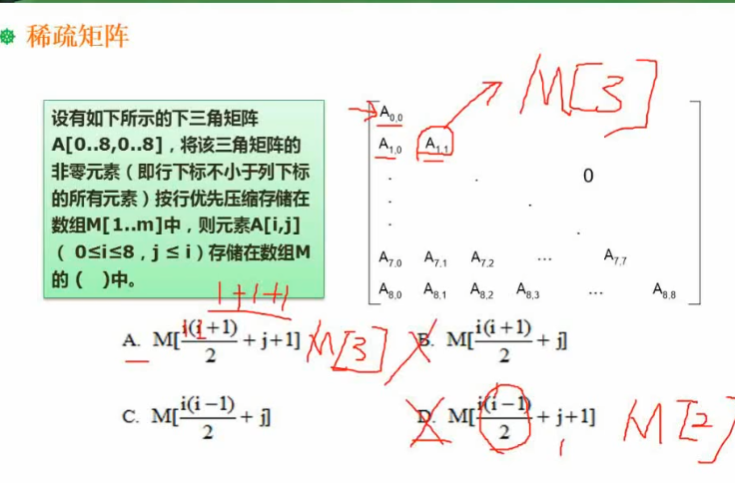 稀疏矩阵
设有如下所示的下三角矩阵
A[0..8,0..8]，将该三角矩阵的
非零元素（即行下标不小于列下标
的所有元素）按行优先压缩存储在
数组M[1..m]中，则元素A[i,j]
（ 0≤i≤8，j ≤ i）存储在数组M
的（ ）中。
A0,0 M[3]
A1,0 A1,1
. . 0
.
. .
A7,0 A7,1 A7,2 … A7,7
A8,0 A8,1 A8,2 A8,3 … A8,8
1+1+1
A. M[i(i+1)/2 + j+1] M[3] B. M[i(i+1)/2 + j]
C. M[i(i−1)/2 + j] D. M[i(i−1)/2 + j+1] M[2]